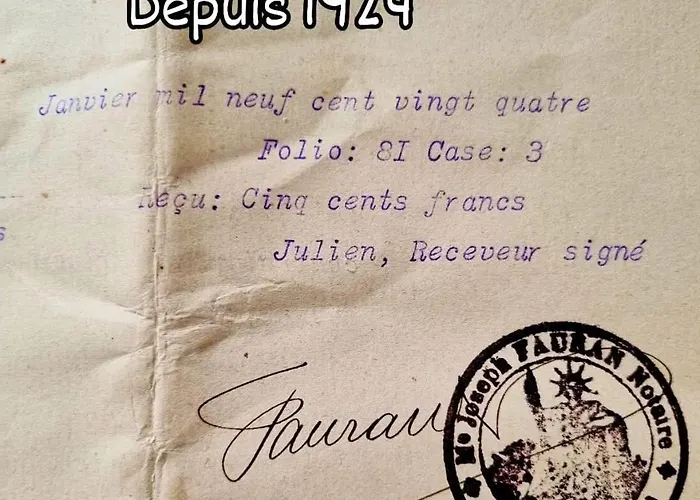 Depuis 1924
Janvier mil neuf cent vingt quatre
Folio: 8I Case: 3
Reçu: Cinq cents francs
s
Julien, Receveur signé
Fauran
Me Joseph FAURAN Notaire